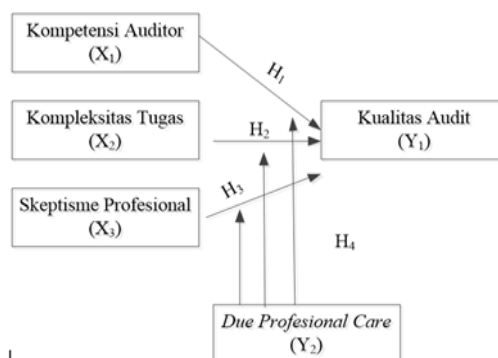 Kompetensi Auditor
(X₁)
H₁
Kompleksitas Tugas
(X₂)
H₂
Kualitas Audit
(Y₁)
Skeptisme Profesional
(X₃)
H₃
H₄
Due Profesional Care
(Y₂)